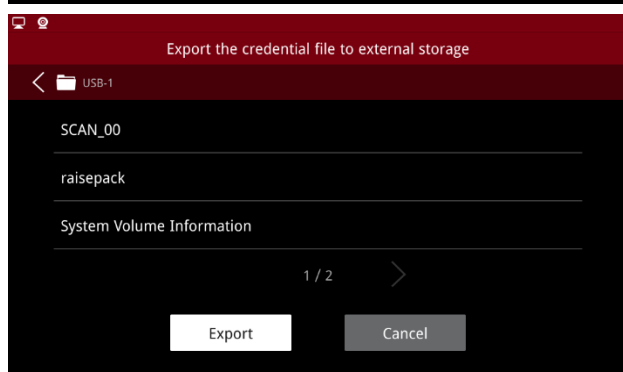 Export the credential file to external storage
USB-1
SCAN_00
raisepack
System Volume Information
1 / 2
Export Cancel